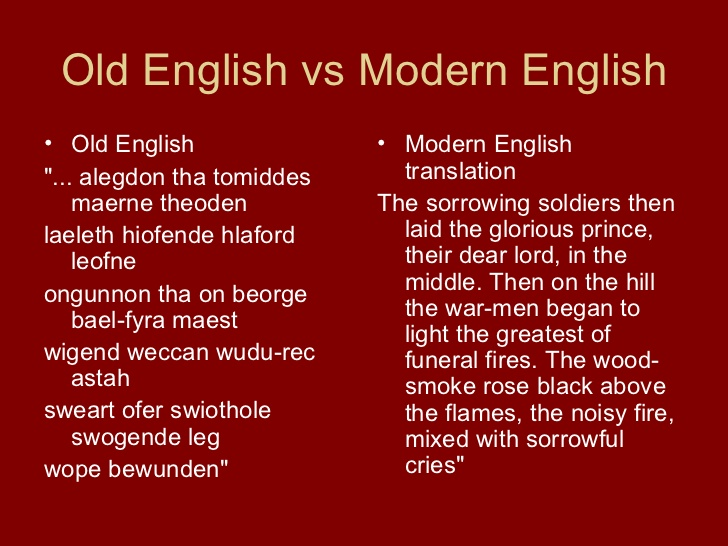 Old English vs Modern English
• Old English
"... alegdon tha tomiddes
maerne theoden
laeleth hiofende hlaford
leofne
ongunnon tha on beorge
bael-fyra maest
wigend weccan wudu-rec
astah
sweart ofer swiothole
swogende leg
wope bewunden"
• Modern English
translation
The sorrowing soldiers then
laid the glorious prince,
their dear lord, in the
middle. Then on the hill
the war-men began to
light the greatest of
funeral fires. The wood-
smoke rose black above
the flames, the noisy fire,
mixed with sorrowful
cries"